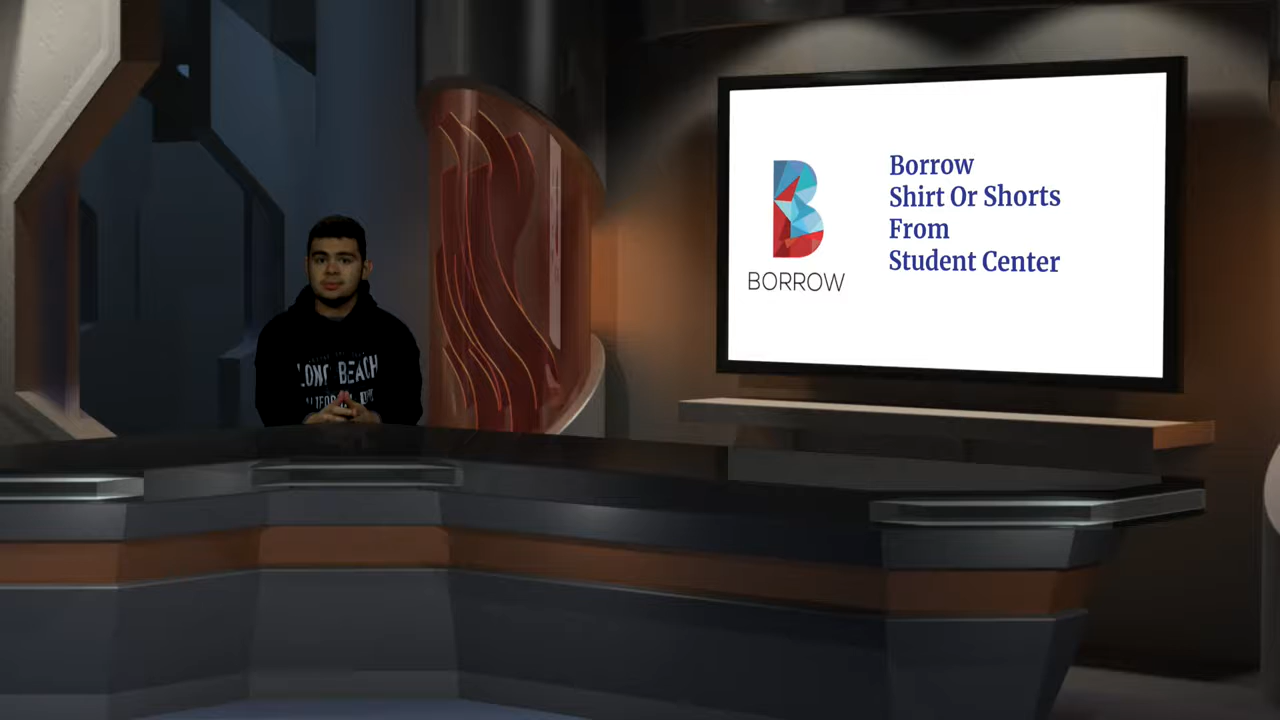 LONG BEACH
BORROW
Borrow
Shirt Or Shorts
From
Student Center